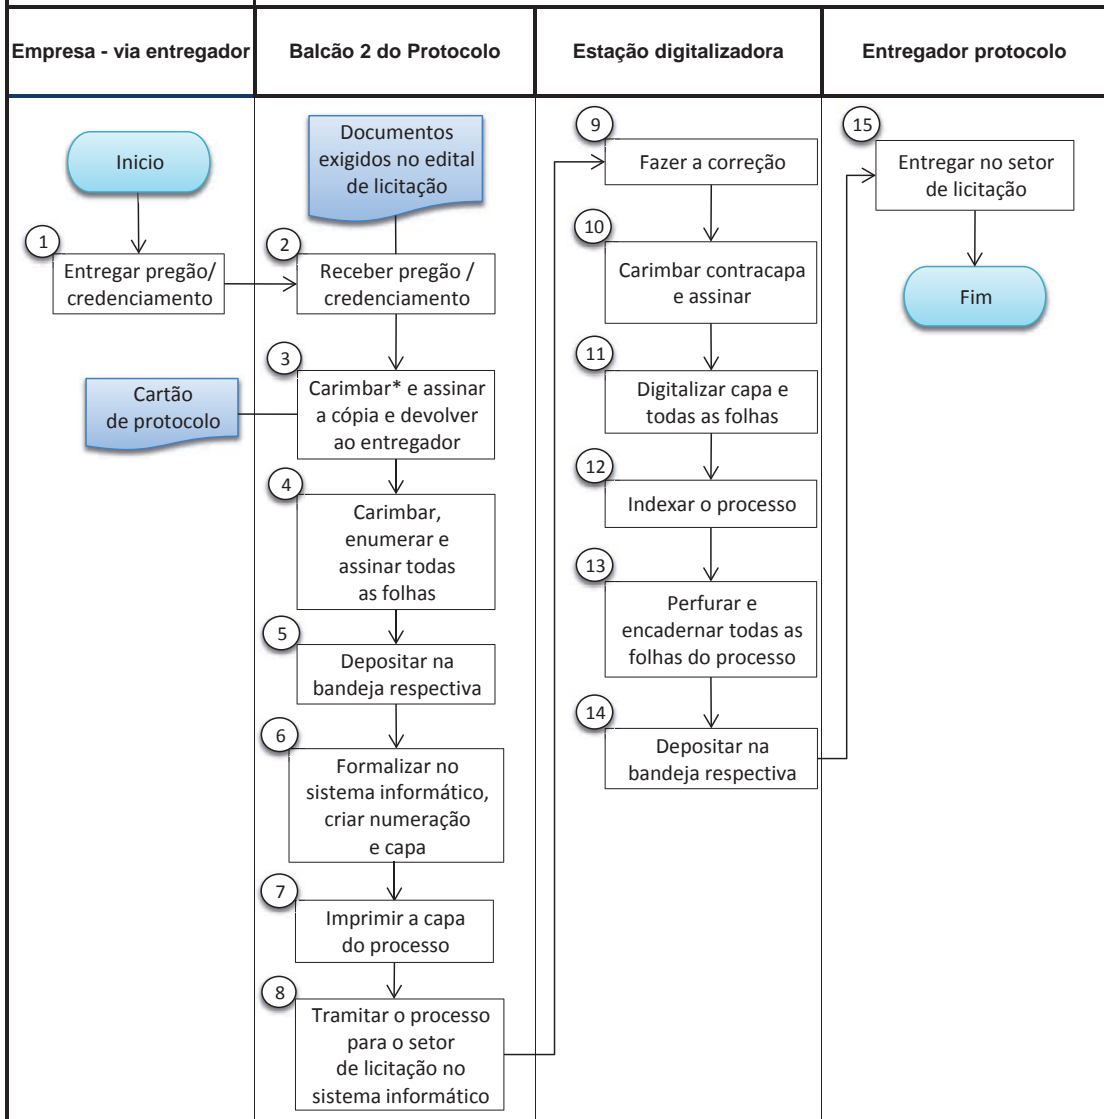 Empresa - via entregador
Balcão 2 do Protocolo
Estação digitalizadora
Entregador protocolo
Inicio
1
Entregar pregão/
credenciamento
Documentos
exigidos no edital
de licitação
2
Receber pregão /
credenciamento
3
Carimbar* e assinar
a cópia e devolver
ao entregador
Cartão
de protocolo
4
Carimbar,
enumerar e
assinar todas
as folhas
5
Depositar na
bandeja respectiva
6
Formalizar no
sistema informático,
criar numeração
e capa
7
Imprimir a capa
do processo
8
Tramitar o processo
para o setor
de licitação no
sistema informático
9
Fazer a correção
10
Carimbar contracapa
e assinar
11
Digitalizar capa e
todas as folhas
12
Indexar o processo
13
Perfurar e
encadernar todas as
folhas do processo
14
Depositar na
bandeja respectiva
15
Entregar no setor
de licitação
Fim